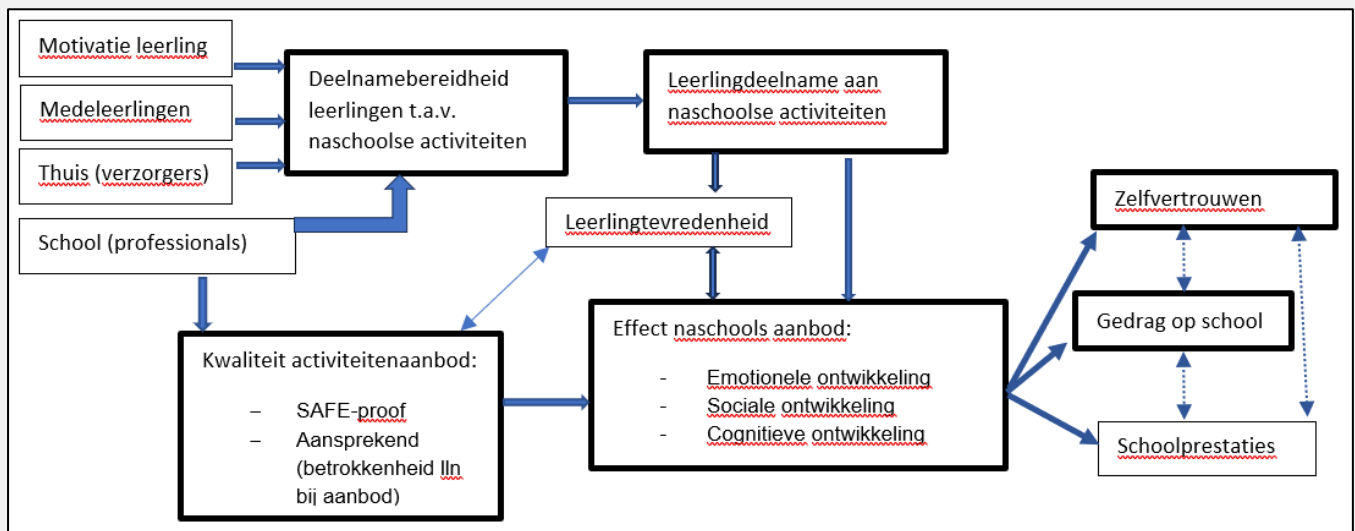 Motivatie leerling
Medeleerlingen
Thuis (verzorgers)
School (professionals)
Deelnamebereidheid
leerlingen t.a.v.
naschoolse activiteiten
Leerlingdeelname aan
naschoolse activiteiten
Leerlingtevredenheid
Kwaliteit activiteitenaanbod:
– SAFE-proof
– Aansprekend
(betrokkenheid lln
bij aanbod)
Effect naschools aanbod:
- Emotionele ontwikkeling
- Sociale ontwikkeling
- Cognitieve ontwikkeling
Zelfvertrouwen
Gedrag op school
Schoolprestaties